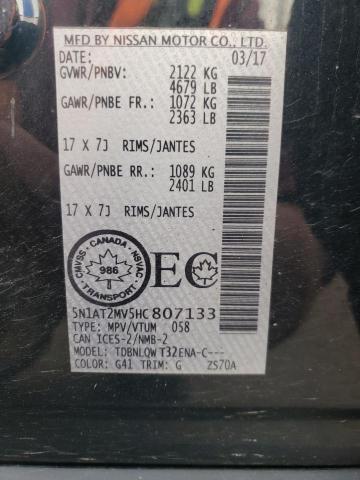 MFD BY NISSAN MOTOR CO., LTD.
DATE: 03/17
GVWR/PNBV: 2122 KG
4679 LB
GAWR/PNBE FR.: 1072 KG
2363 LB
17 X 7J RIMS/JANTES
GAWR/PNBE RR.: 1089 KG
2401 LB
17 X 7J RIMS/JANTES
CANADA
CMVSS 986 NSVAC
TRANSPORT
EC
5N1AT2MV5HC807133
TYPE: MPV/VTUM 058
CAN ICES-2/NMB-2
MODEL: TDBNLQW T32ENA-C---
COLOR: G41 TRIM: G ZS70A